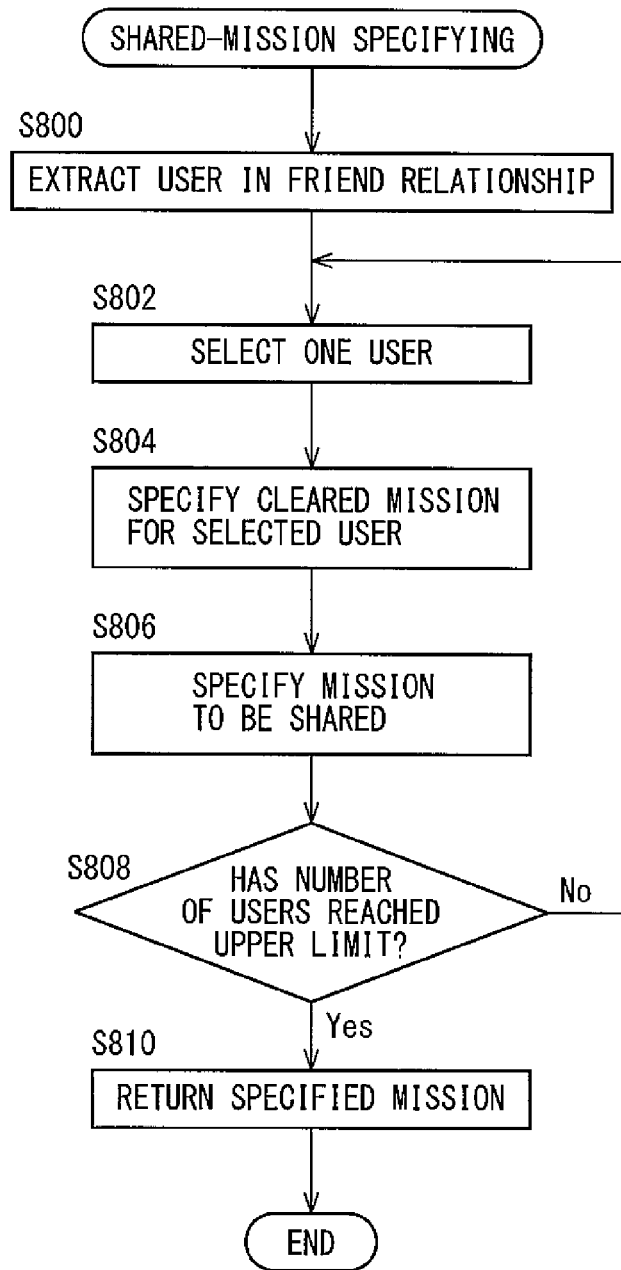 SHARED-MISSION SPECIFYING
S800
EXTRACT USER IN FRIEND RELATIONSHIP
S802
SELECT ONE USER
S804
SPECIFY CLEARED MISSION
FOR SELECTED USER
S806
SPECIFY MISSION
TO BE SHARED
S808
HAS NUMBER
OF USERS REACHED
UPPER LIMIT?
No
Yes
S810
RETURN SPECIFIED MISSION
END